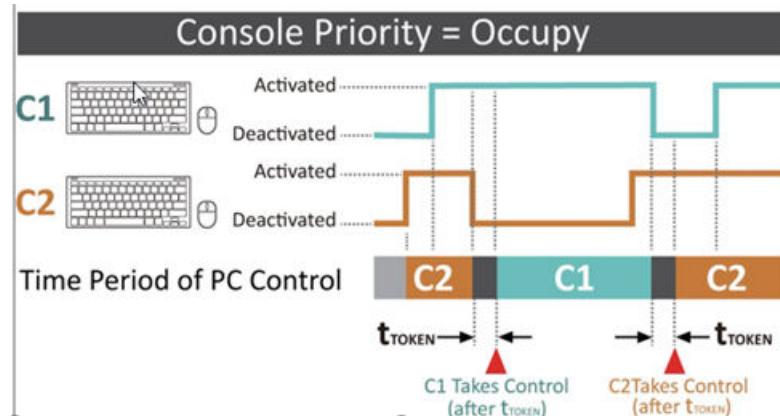 Console Priority = Occupy
C1
Activated
Deactivated
C2
Activated
Deactivated
Time Period of PC Control
C2
C1
C2
tTOKEN
tTOKEN
C1 Takes Control
(after tTOKEN)
C2Takes Control
(after tTOKEN)